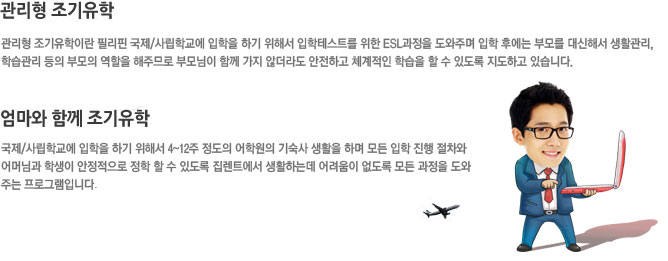 관리형 조기유학
관리형 조기유학이란 필리핀 국제/사립학교에 입학을 하기 위해서 입학테스트를 위한 ESL과정을 도와주며 입학 후에는 부모를 대신해서 생활관리,
학습관리 등의 부모의 역할을 해주므로 부모님이 함께 가지 않더라도 안전하고 체계적인 학습을 할 수 있도록 지도하고 있습니다.
엄마와 함께 조기유학
국제/사립학교에 입학을 하기 위해서 4~12주 정도의 어학원의 기숙사 생활을 하며 모든 입학 진행 절차와
어머님과 학생이 안정적으로 정학 할 수 있도록 집렌트에서 생활하는데 어려움이 없도록 모든 과정을 도와
주는 프로그램입니다.